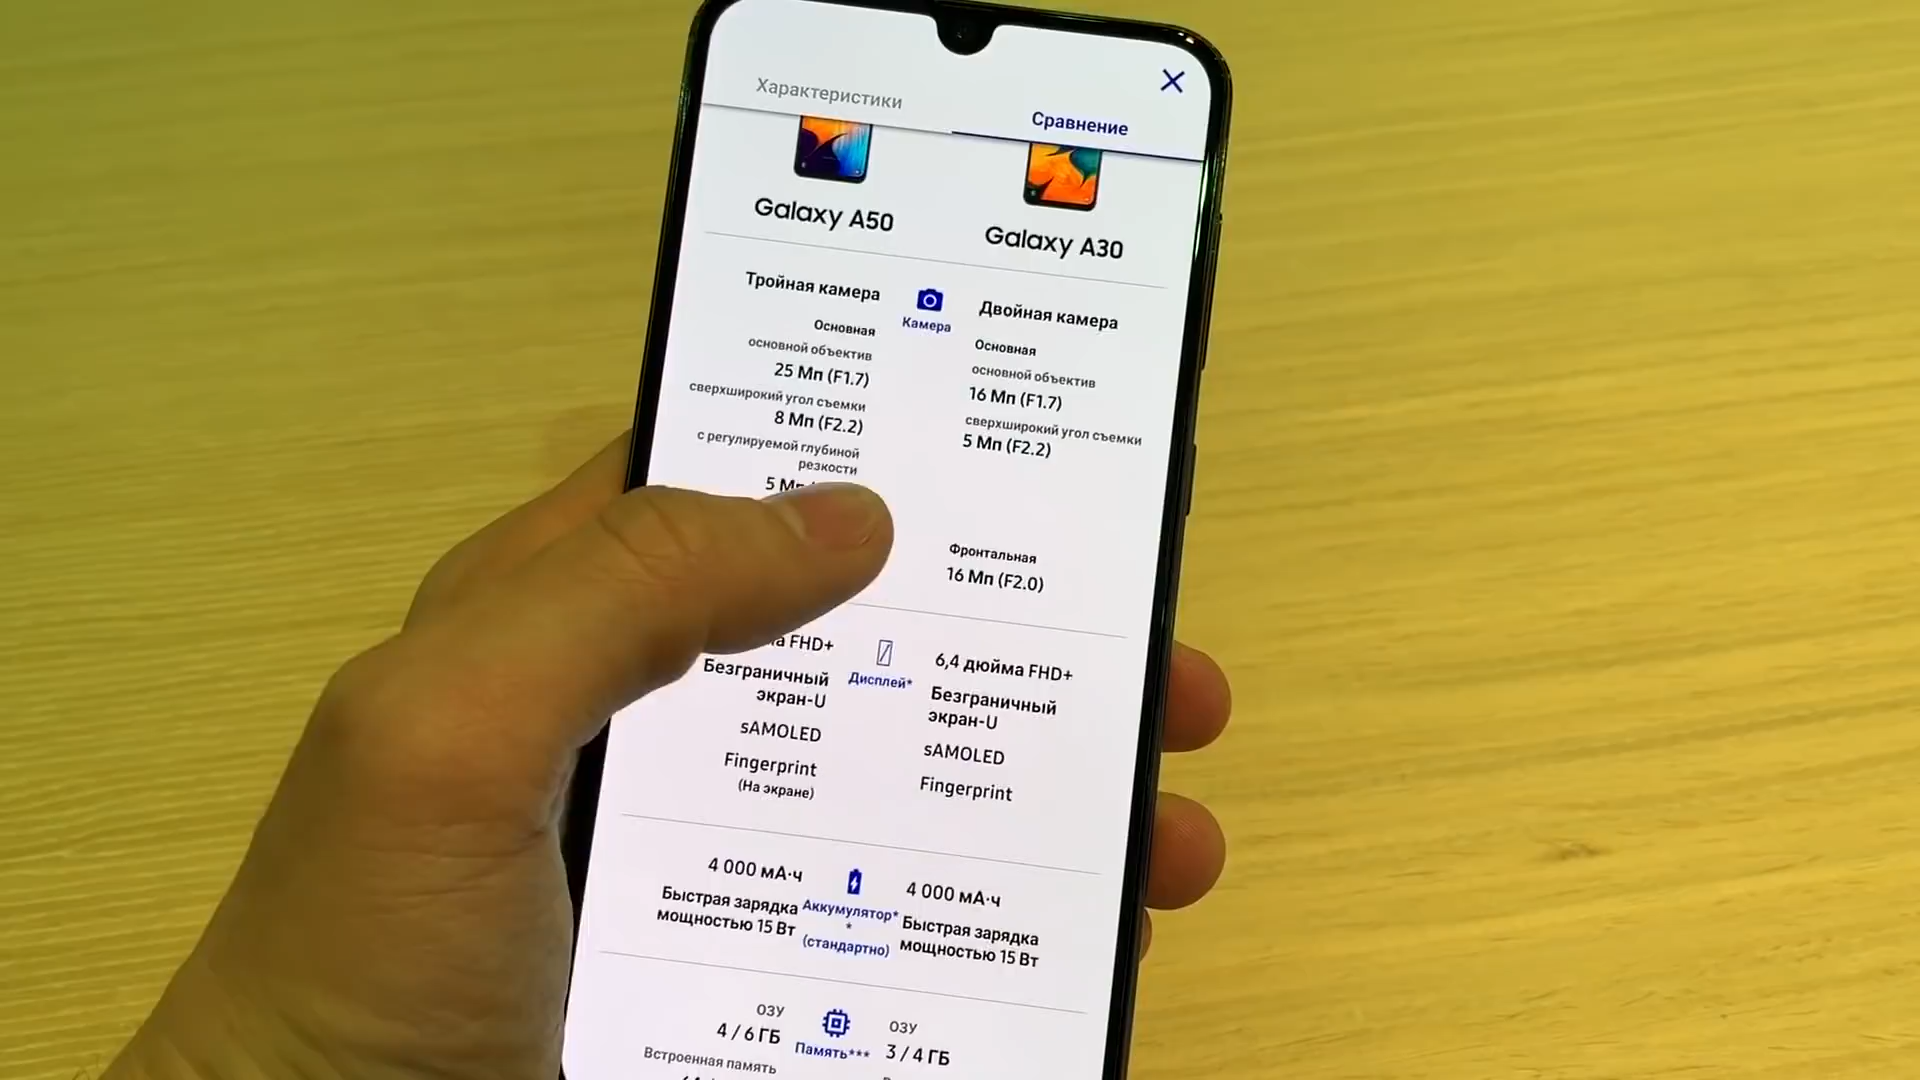 Характеристики
Сравнение
Galaxy A50
Galaxy A30
Тройная камера
Камера
Двойная камера
Основная
основной объектив
25 Мп (F1.7)
сверхширокий угол съемки
8 Мп (F2.2)
с регулируемой глубиной
резкости
5
Основная
основной объектив
16 Мп (F1.7)
сверхширокий угол съемки
5 Мп (F2.2)
Фронтальная
16 Мп (F2.0)
FHD+
Безграничный
экран-U
sAMOLED
Fingerprint
(На экране)
Дисплей*
6,4 дюйма FHD+
Безграничный
экран-U
sAMOLED
Fingerprint
4 000 мА·ч
Быстрая зарядка
мощностью 15 Вт
Аккумулятор*
*
(стандартно)
4 000 мА·ч
Быстрая зарядка
мощностью 15 Вт
ОЗУ
4 / 6 ГБ
Встроенная память
Память***
ОЗУ
3 / 4 ГБ